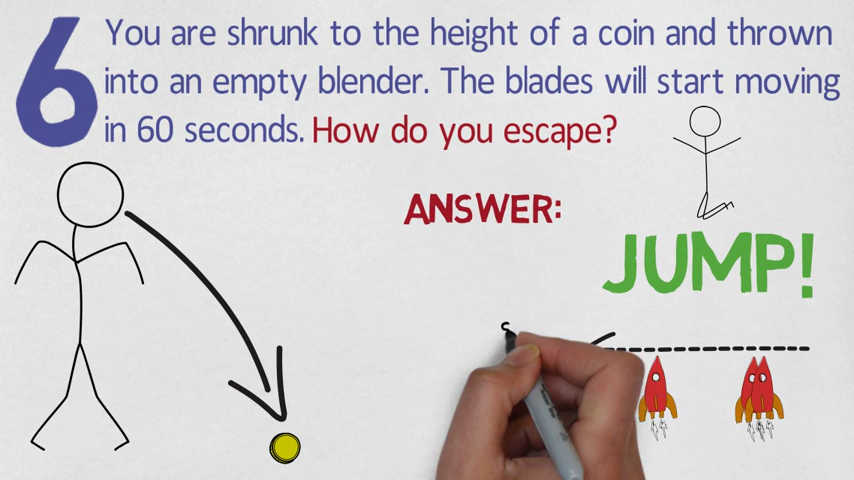 6 You are shrunk to the height of a coin and thrown
into an empty blender. The blades will start moving
in 60 seconds. How do you escape?
ANSWER:
JUMP!